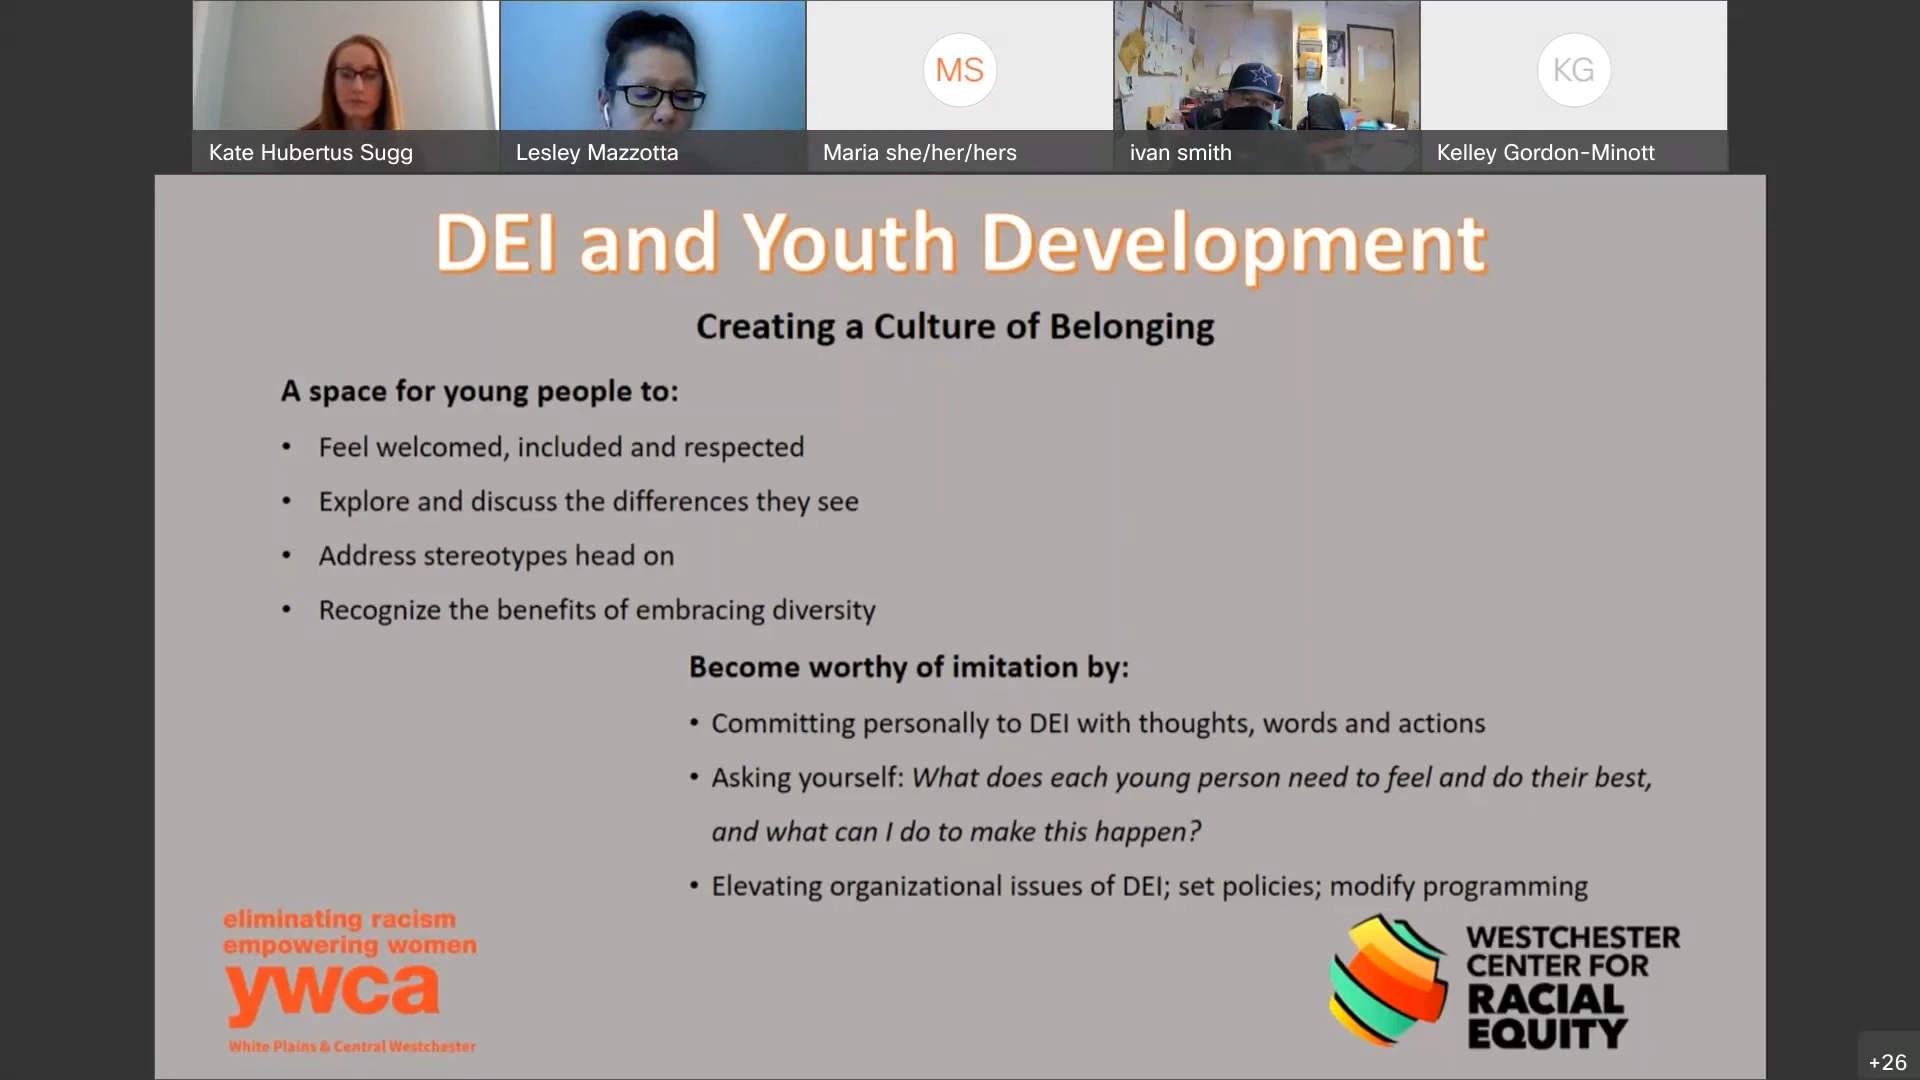 MS
KG
Kate Hubertus Sugg
Lesley Mazzotta
Maria she/her/hers
ivan smith
Kelley Gordon-Minott
DEI and Youth Development
Creating a Culture of Belonging
A space for young people to:
• Feel welcomed, included and respected
• Explore and discuss the differences they see
• Address stereotypes head on
• Recognize the benefits of embracing diversity
Become worthy of imitation by:
• Committing personally to DEI with thoughts, words and actions
• Asking yourself: What does each young person need to feel and do their best,
and what can I do to make this happen?
• Elevating organizational issues of DEI; set policies; modify programming
eliminating racism
empowering women
ywca
White Plains & Central Westchester
WESTCHESTER
CENTER FOR
RACIAL
EQUITY
+26